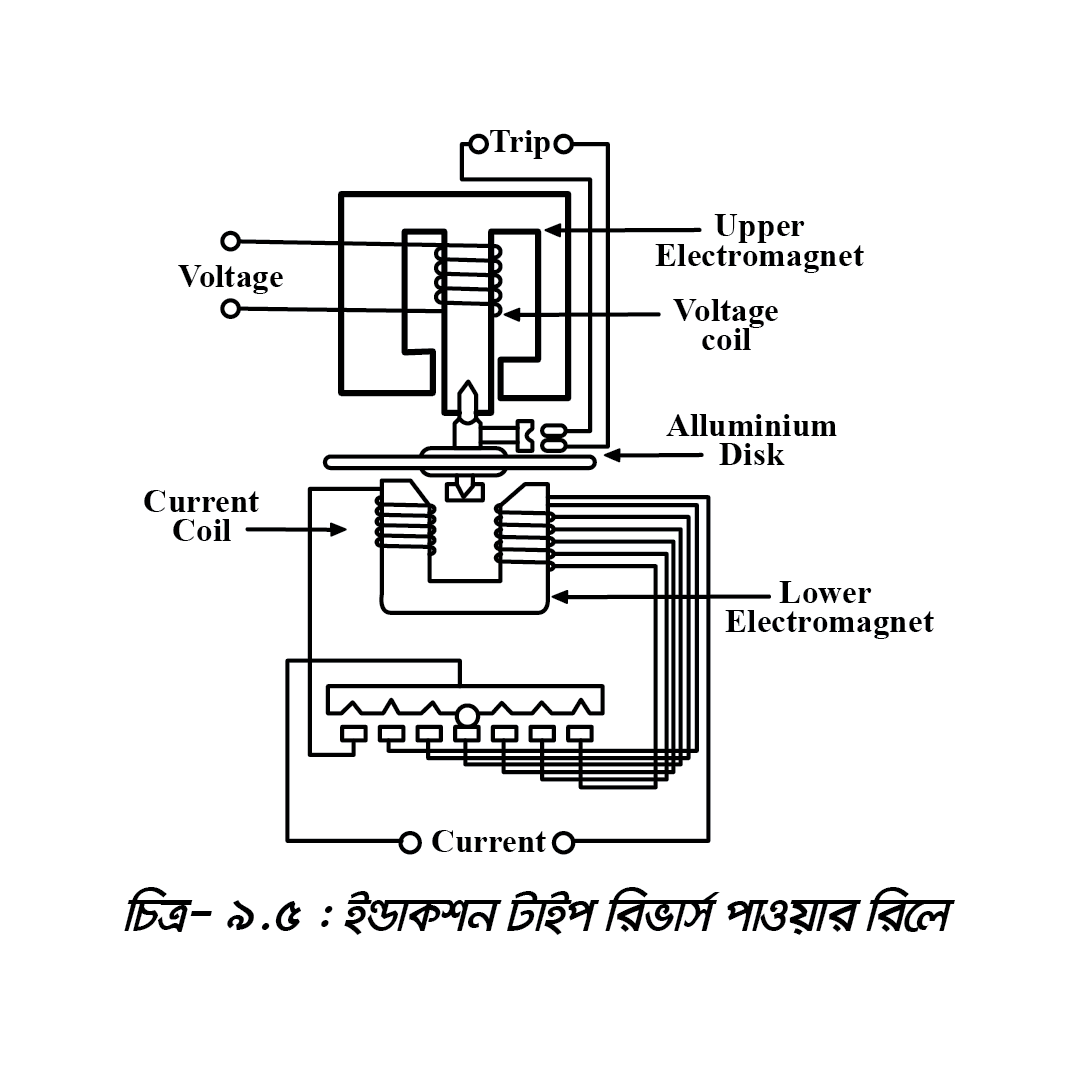 Trip
Upper
Electromagnet
Voltage
Voltage
coil
Alluminium
Disk
Current
Coil
Lower
Electromagnet
Current
চিত্র- ৯.৫ : ইন্ডাকশন টাইপ রিভার্স পাওয়ার রিলে